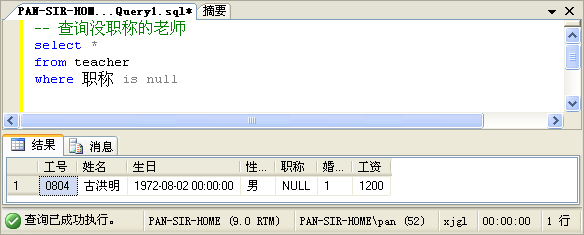 PAN-SIR-HOM...Query1.sql* 摘要
-- 查询没职称的老师
select *
from teacher
where 职称 is null
结果 消息
工号 姓名 生日 性... 职称 婚... 工资
1 0804 古洪明 1972-08-02 00:00:00 男 NULL 1 1200
查询已成功执行。 PAN-SIR-HOME (9.0 RTM) PAN-SIR-HOME\pan (52) xjgl 00:00:00 1 行